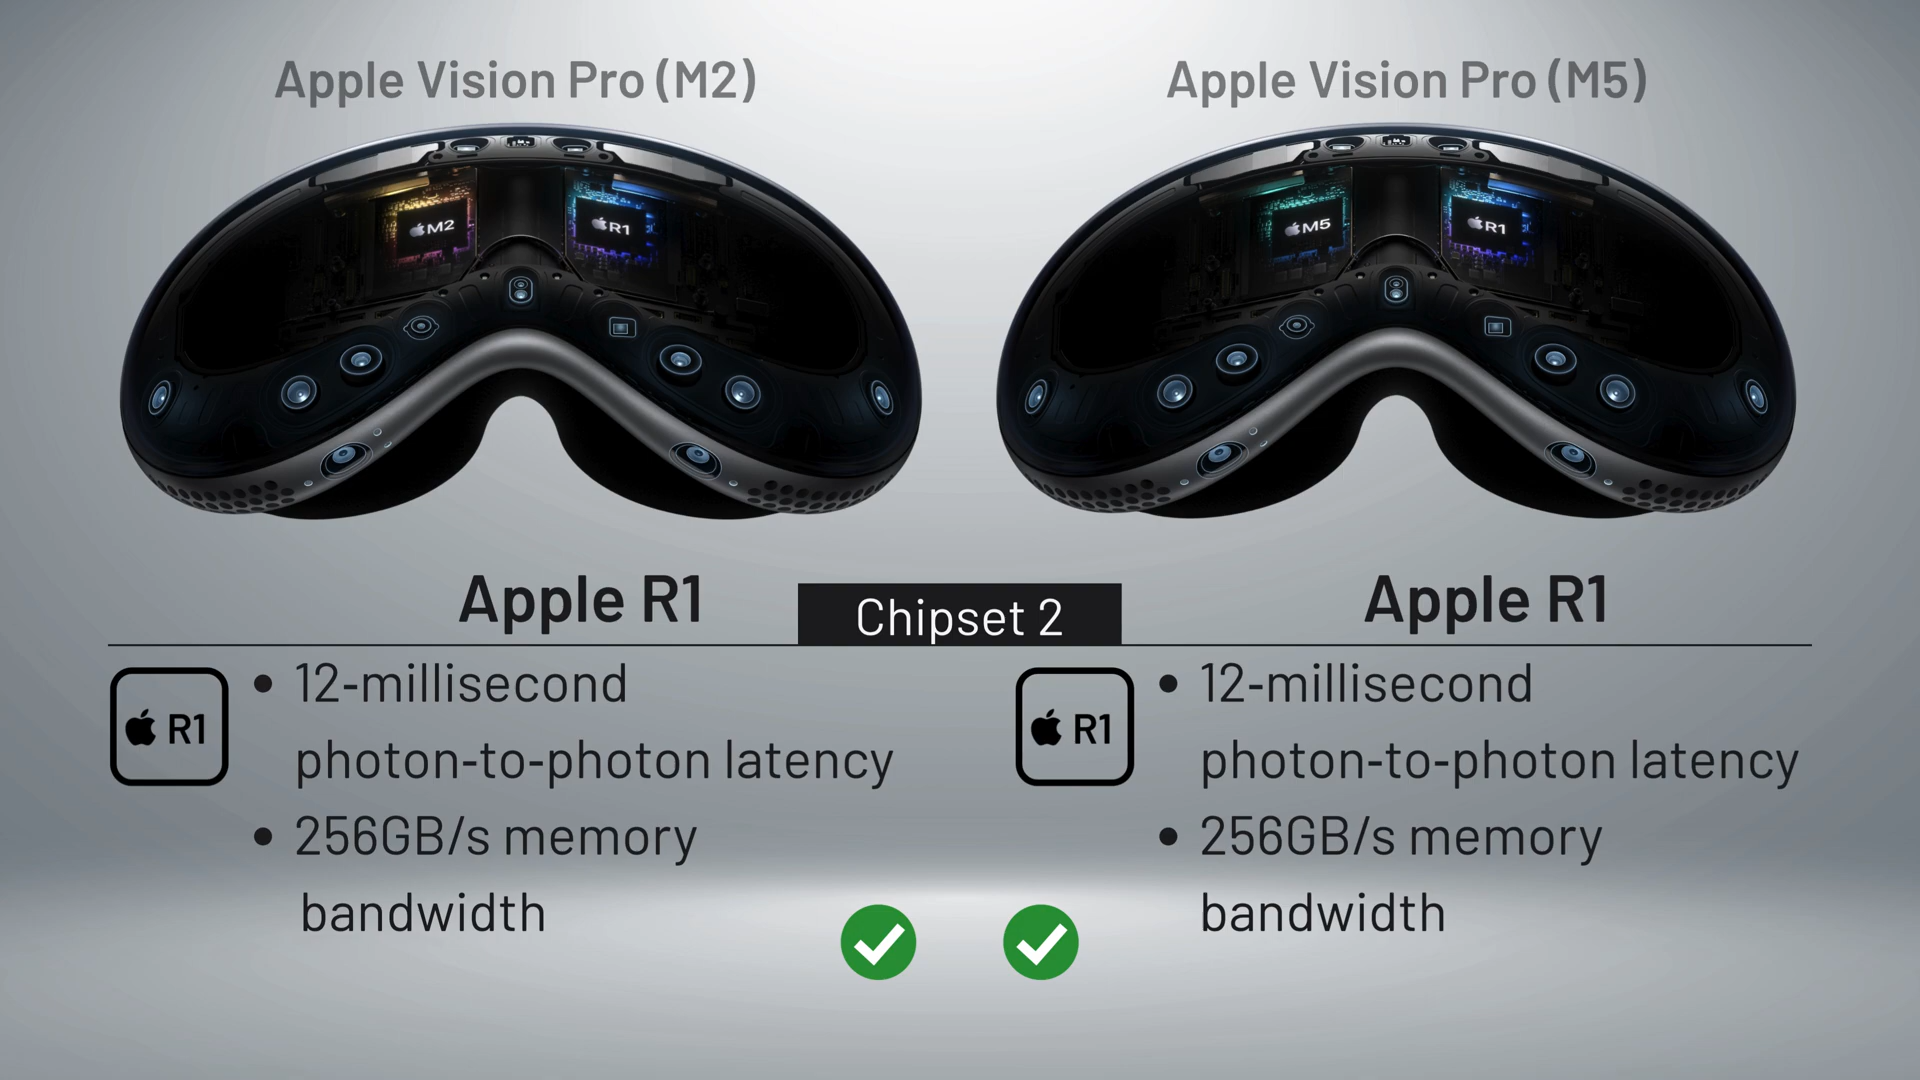 Apple Vision Pro (M2)
Apple Vision Pro (M5)
M2
R1
M5
R1
Apple R1
Chipset 2
Apple R1
R1
• 12-millisecond
photon-to-photon latency
• 256GB/s memory
bandwidth
R1
• 12-millisecond
photon-to-photon latency
• 256GB/s memory
bandwidth